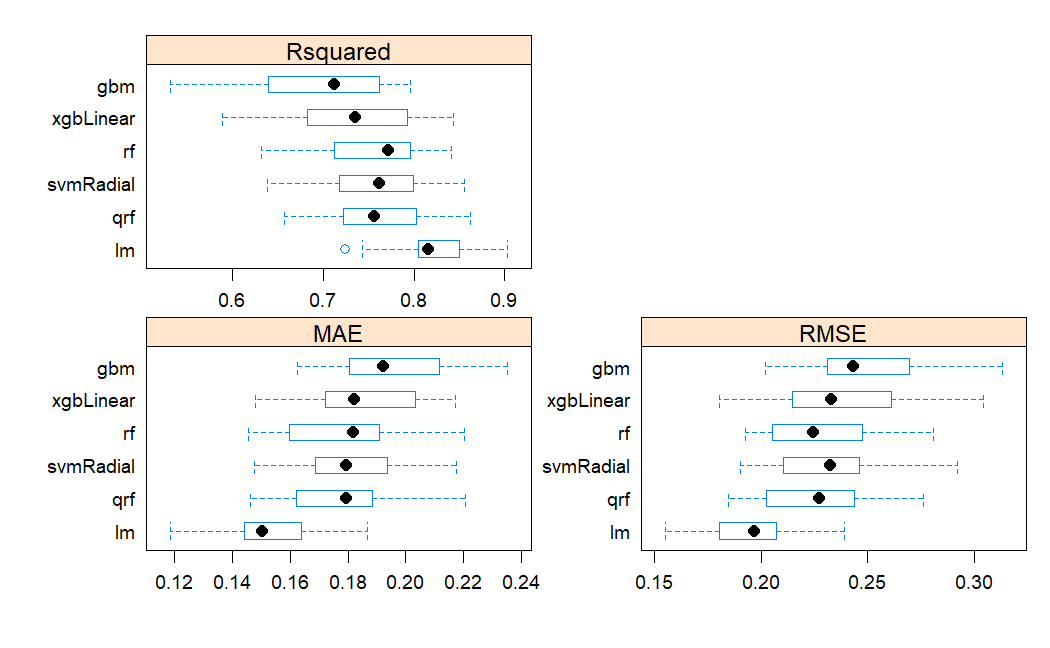 Rsquared
gbm
xgbLinear
rf
svmRadial
qrf
lm
0.6 0.7 0.8 0.9
MAE
gbm
xgbLinear
rf
svmRadial
qrf
lm
0.12 0.14 0.16 0.18 0.20 0.22 0.24
RMSE
gbm
xgbLinear
rf
svmRadial
qrf
lm
0.15 0.20 0.25 0.30